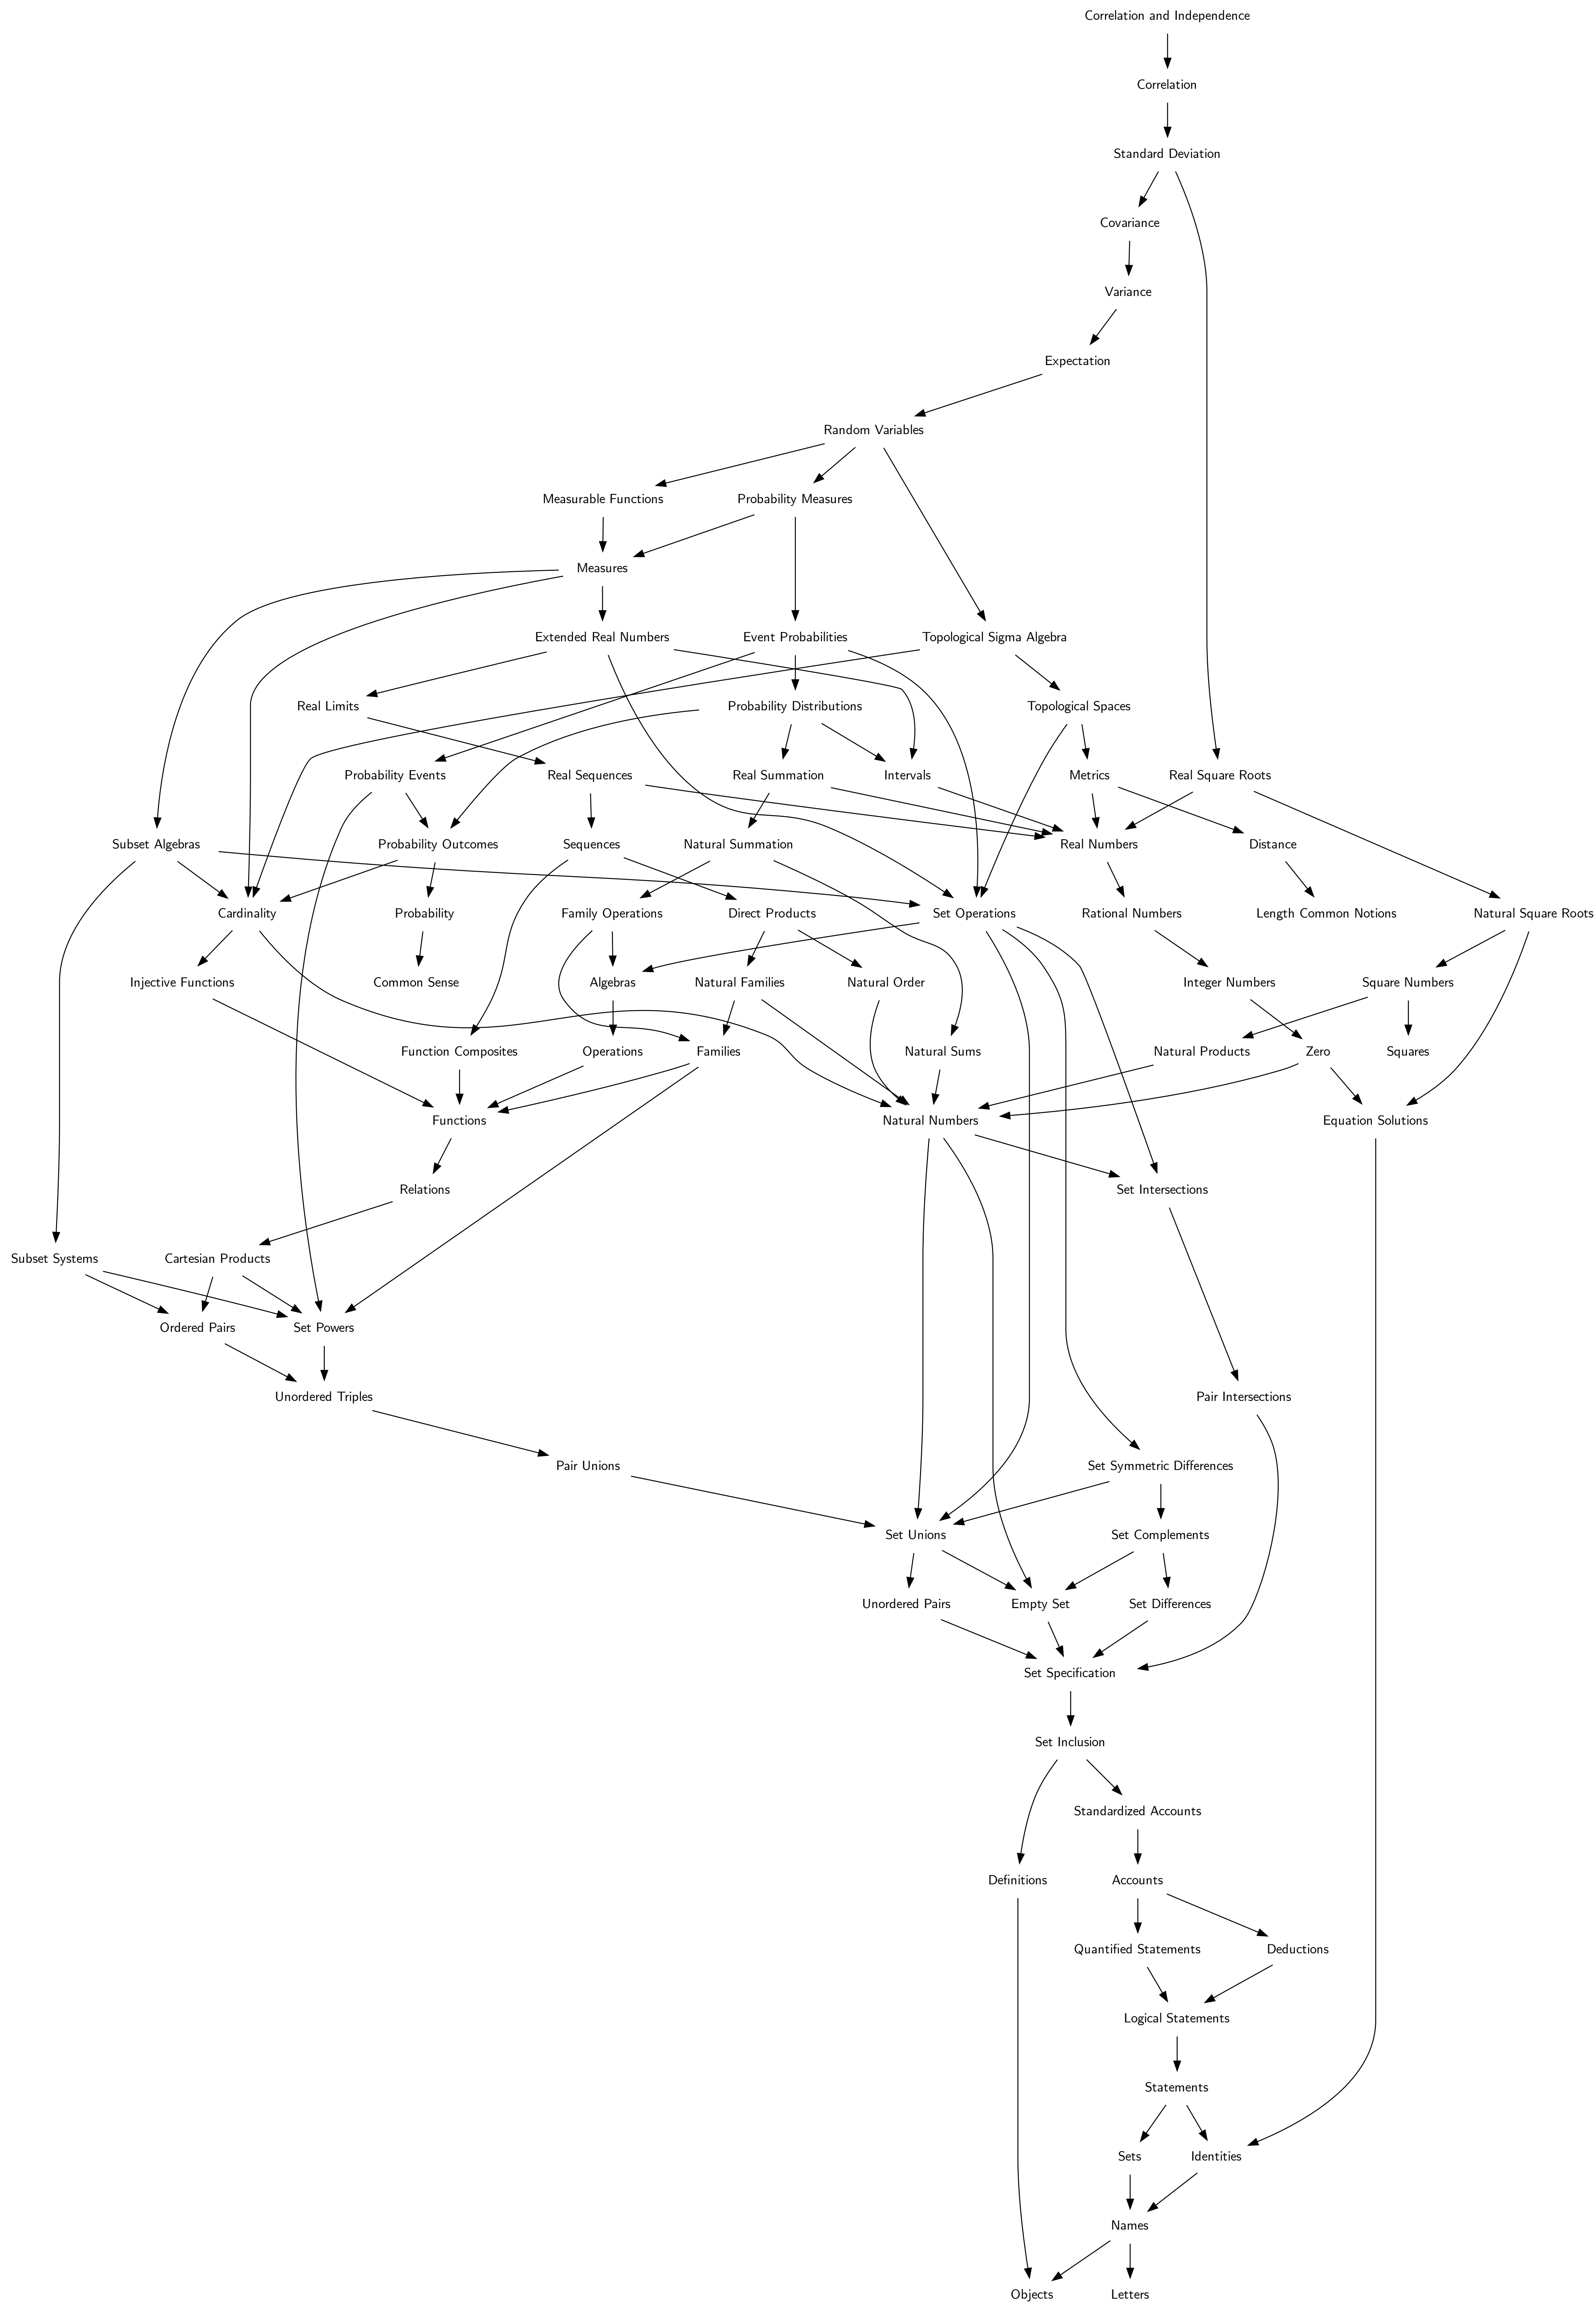 Correlation and Independence
Correlation
Standard Deviation
Covariance
Variance
Expectation
Random Variables
Measurable Functions
Probability Measures
Measures
Extended Real Numbers
Event Probabilities
Topological Sigma Algebra
Real Limits
Probability Distributions
Topological Spaces
Probability Events
Real Sequences
Real Summation
Intervals
Metrics
Real Square Roots
Subset Algebras
Probability Outcomes
Sequences
Natural Summation
Real Numbers
Distance
Cardinality
Probability
Family Operations
Direct Products
Set Operations
Rational Numbers
Length Common Notions
Natural Square Roots
Injective Functions
Common Sense
Algebras
Natural Families
Natural Order
Integer Numbers
Square Numbers
Function Composites
Operations
Families
Natural Sums
Natural Products
Zero
Squares
Functions
Natural Numbers
Equation Solutions
Relations
Set Intersections
Subset Systems
Cartesian Products
Ordered Pairs
Set Powers
Unordered Triples
Pair Intersections
Pair Unions
Set Symmetric Differences
Set Unions
Set Complements
Unordered Pairs
Empty Set
Set Differences
Set Specification
Set Inclusion
Standardized Accounts
Definitions
Accounts
Quantified Statements
Deductions
Logical Statements
Statements
Sets
Identities
Names
Objects
Letters